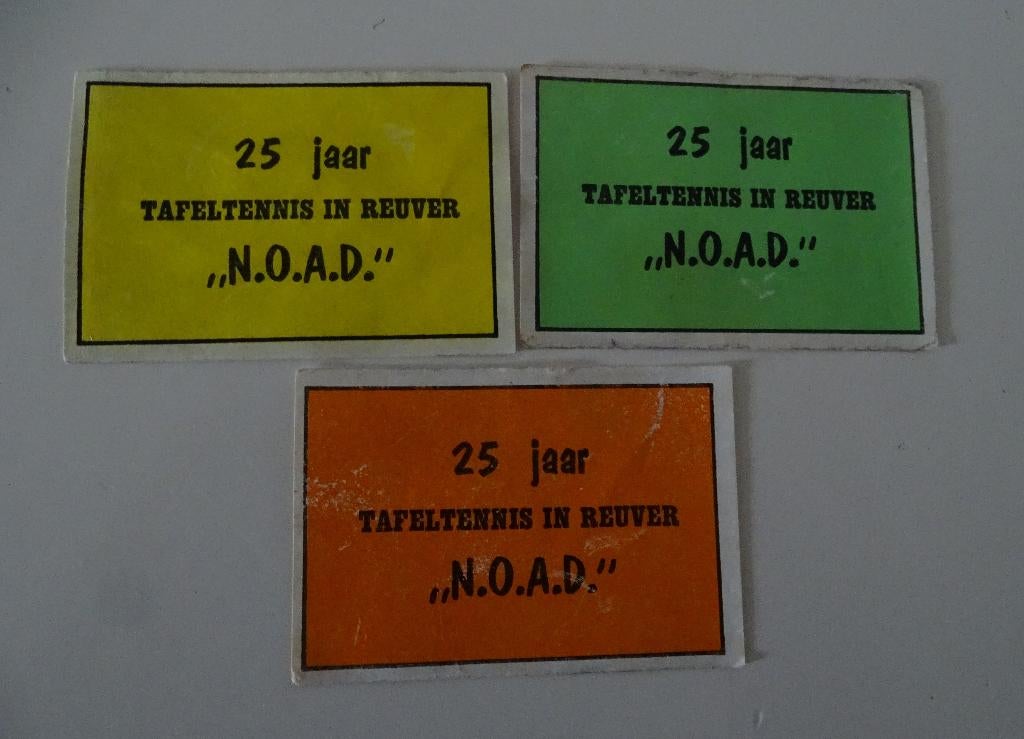 25 jaar
TAFELTENNIS IN REUVER
„N.O.A.D."
25 jaar
TAFELTENNIS IN REUVER
„N.O.A.D."
25 jaar
TAFELTENNIS IN REUVER
„N.O.A.D."